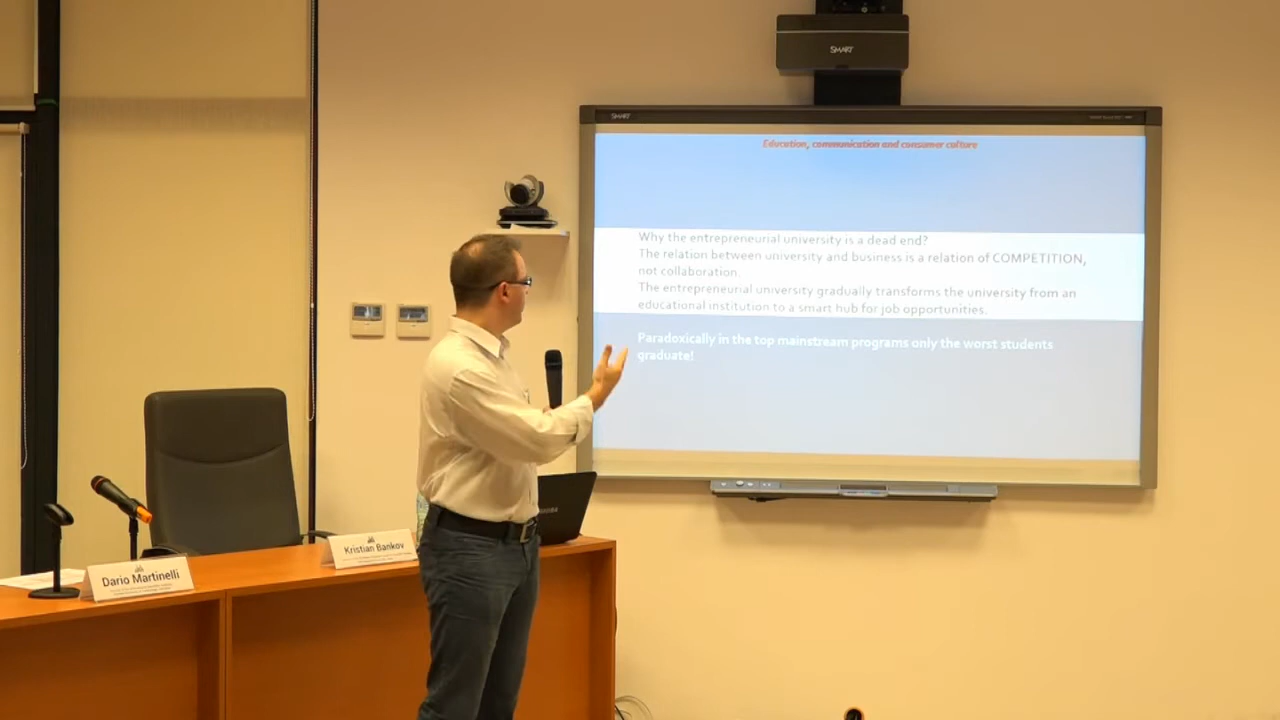 SMART
SMART
Education, communication and consumer culture
Why the entrepreneurial university is a dead end?
The relation between university and business is a relation of COMPETITION,
not collaboration.
The entrepreneurial university gradually transforms the university from an
educational institution to a smart hub for job opportunities.
Paradoxically in the top mainstream programs only the worst students
graduate!
Kristian Bankov
Dario Martinelli